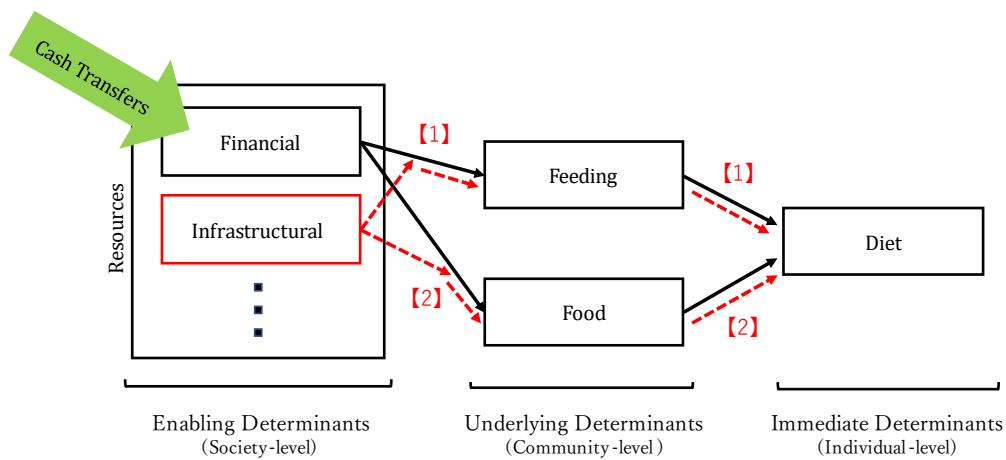 Cash Transfers
Resources
Financial
Infrastructural
【1】
【2】
Feeding
Food
【1】
【2】
Diet
Enabling Determinants
(Society-level)
Underlying Determinants
(Community-level)
Immediate Determinants
(Individual-level)